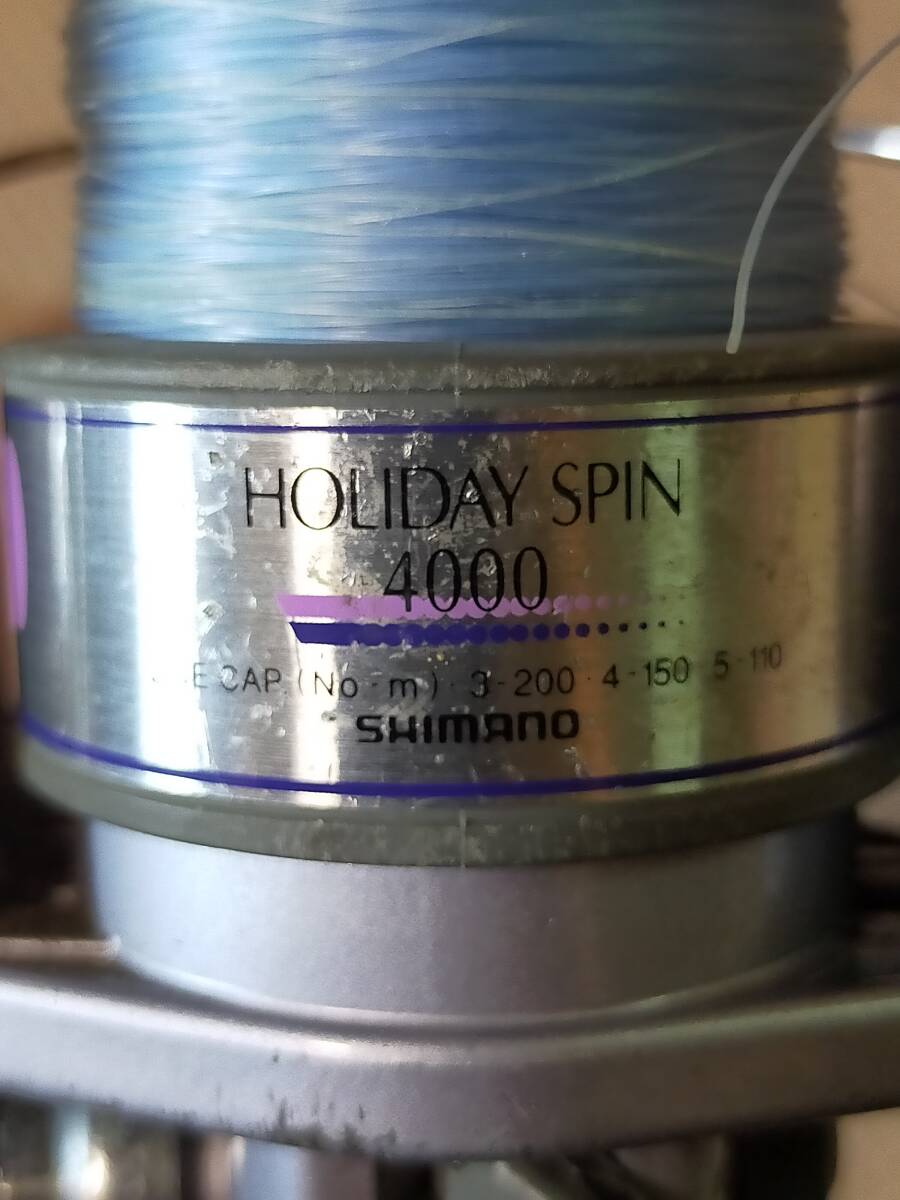 HOLIDAY SPIN
4000
E CAP. (No - m) · 3-200 · 4-150 5-110
SHIMANO